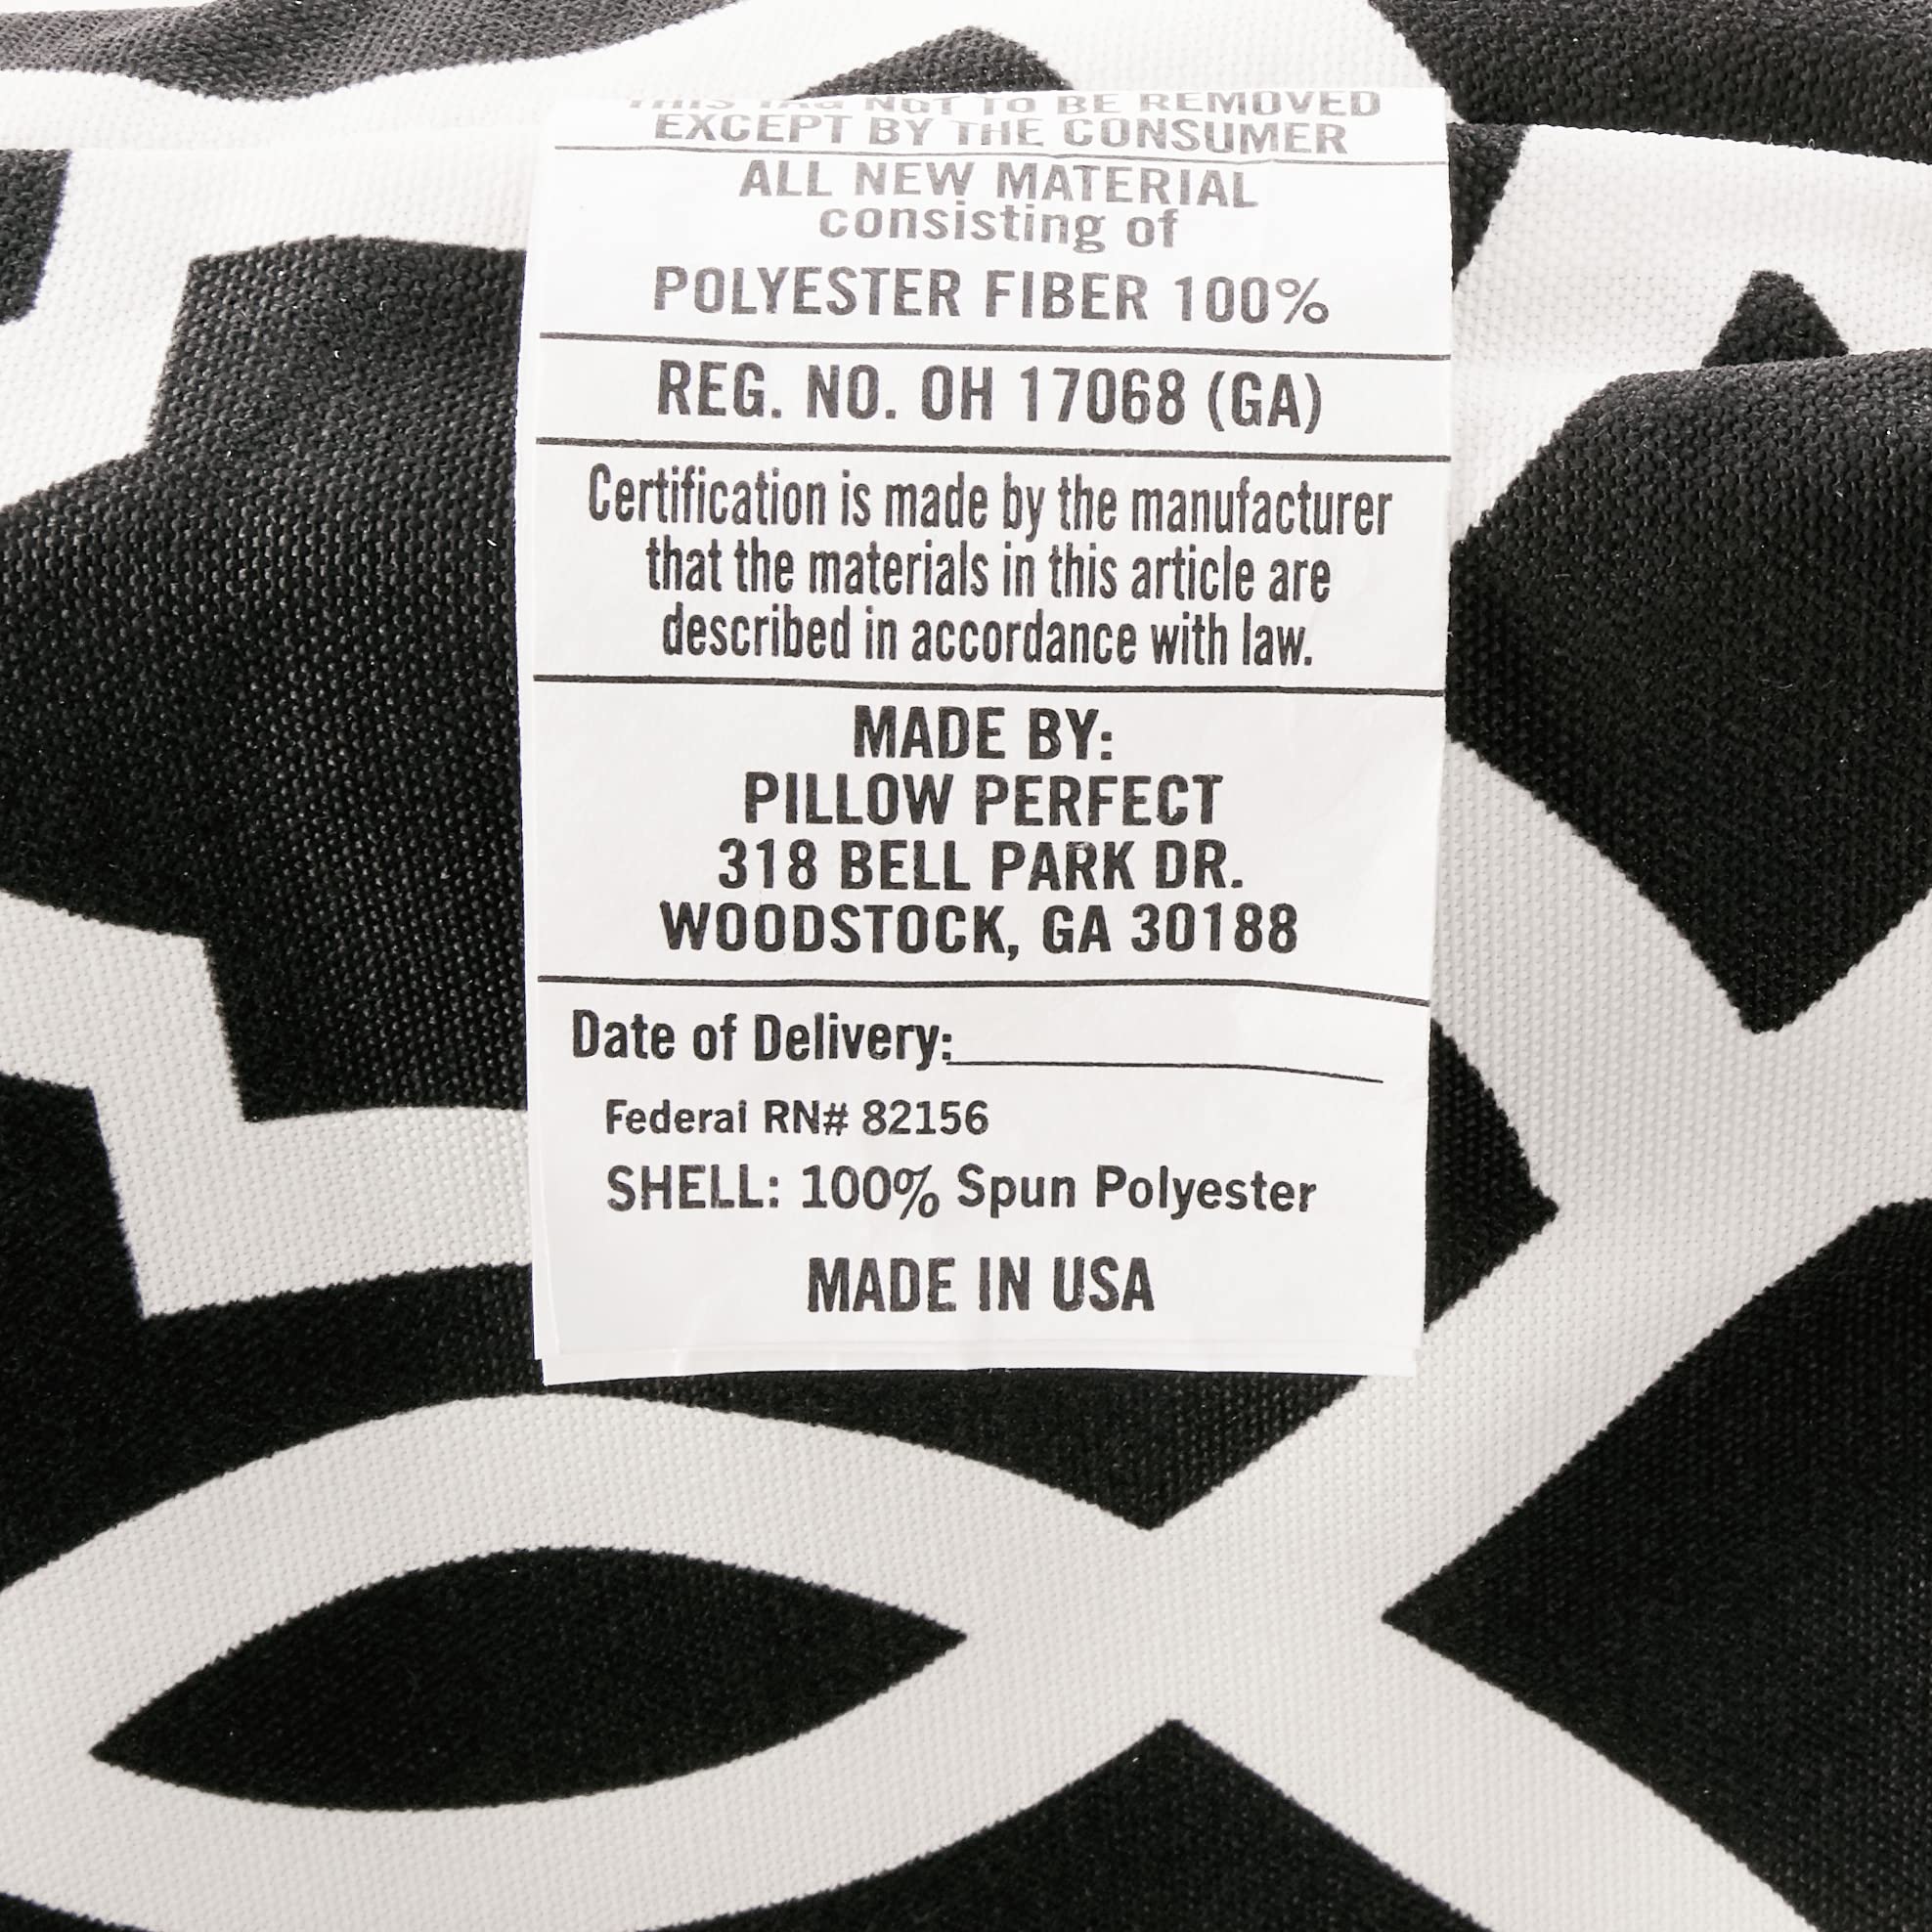 THIS TAG NOT TO BE REMOVED
EXCEPT BY THE CONSUMER
ALL NEW MATERIAL
consisting of
POLYESTER FIBER 100%
REG. NO. OH 17068 (GA)
Certification is made by the manufacturer
that the materials in this article are
described in accordance with law.
MADE BY:
PILLOW PERFECT
318 BELL PARK DR.
WOODSTOCK, GA 30188
Date of Delivery:
Federal RN# 82156
SHELL: 100% Spun Polyester
MADE IN USA